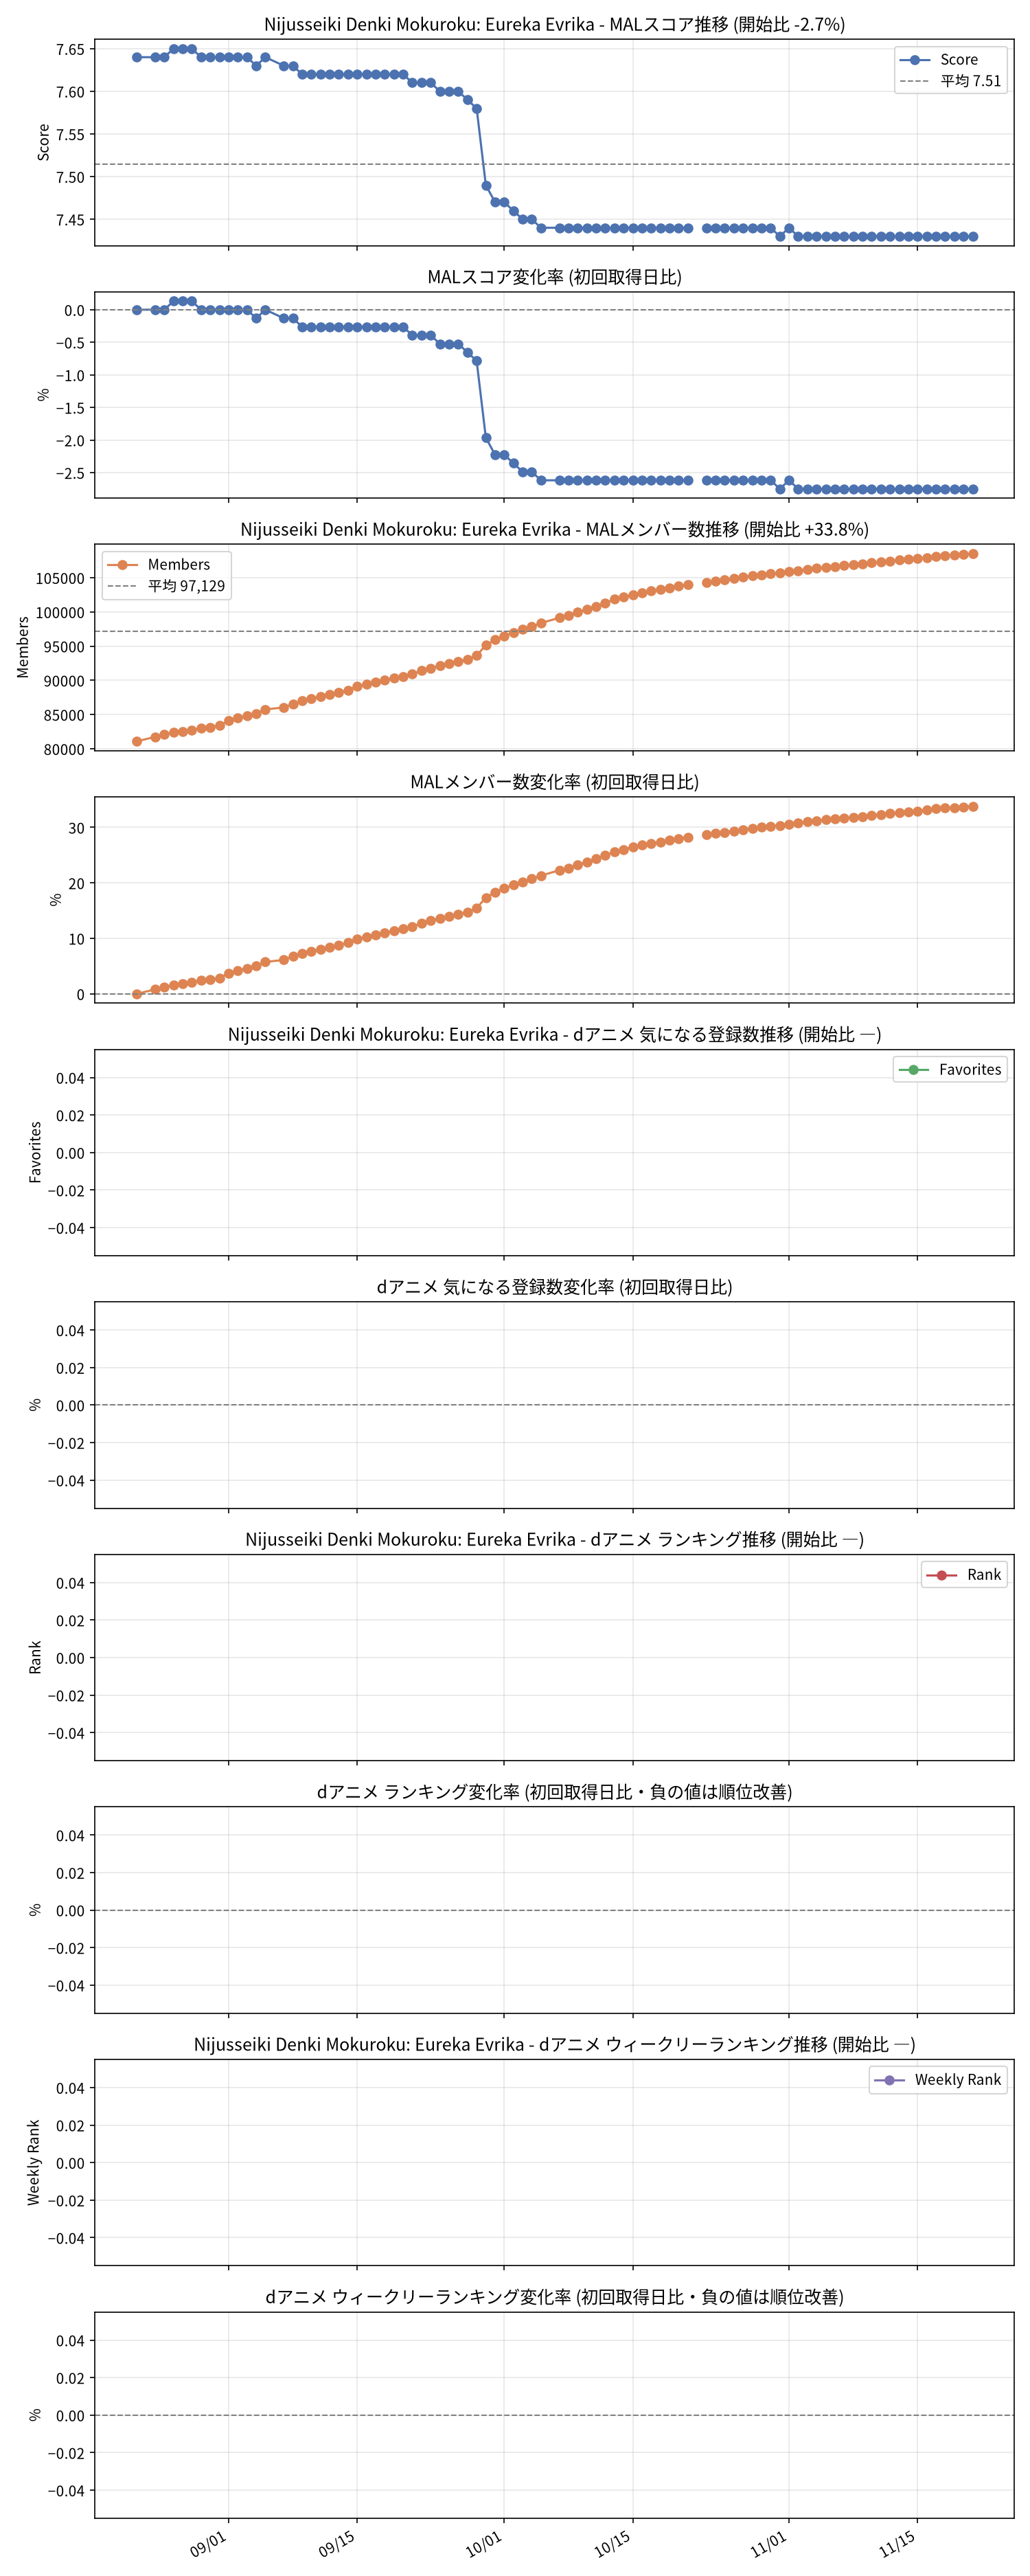 Nijusseiki Denki Mokuroku: Eureka Evrika - MALスコア推移 (開始比 -2.7%)
7.65
7.60
7.55
7.50
7.45
Score
Score
平均 7.51
MALスコア変化率 (初回取得日比)
0.0
−0.5
−1.0
−1.5
−2.0
−2.5
%
Nijusseiki Denki Mokuroku: Eureka Evrika - MALメンバー数推移 (開始比 +33.8%)
105000
100000
95000
90000
85000
80000
Members
Members
平均 97,129
MALメンバー数変化率 (初回取得日比)
30
20
10
0
%
Nijusseiki Denki Mokuroku: Eureka Evrika - dアニメ 気になる登録数推移 (開始比 —)
0.04
0.02
0.00
−0.02
−0.04
Favorites
Favorites
dアニメ 気になる登録数変化率 (初回取得日比)
0.04
0.02
0.00
−0.02
−0.04
%
Nijusseiki Denki Mokuroku: Eureka Evrika - dアニメ ランキング推移 (開始比 —)
0.04
0.02
0.00
−0.02
−0.04
Rank
Rank
dアニメ ランキング変化率 (初回取得日比・負の値は順位改善)
0.04
0.02
0.00
−0.02
−0.04
%
Nijusseiki Denki Mokuroku: Eureka Evrika - dアニメ ウィークリーランキング推移 (開始比 —)
0.04
0.02
0.00
−0.02
−0.04
Weekly Rank
Weekly Rank
dアニメ ウィークリーランキング変化率 (初回取得日比・負の値は順位改善)
0.04
0.02
0.00
−0.02
−0.04
%
09/01
09/15
10/01
10/15
11/01
11/15